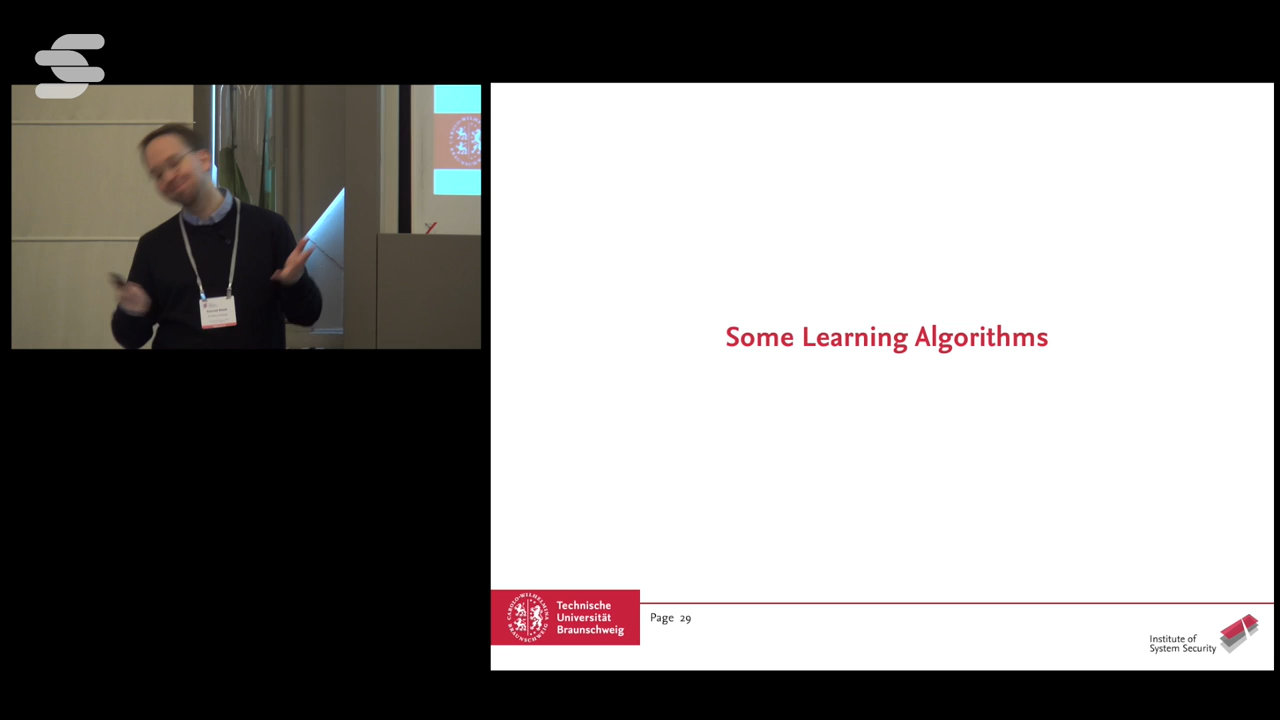 Some Learning Algorithms
Technische
Universität
Braunschweig
Page 29
Institute of
System Security